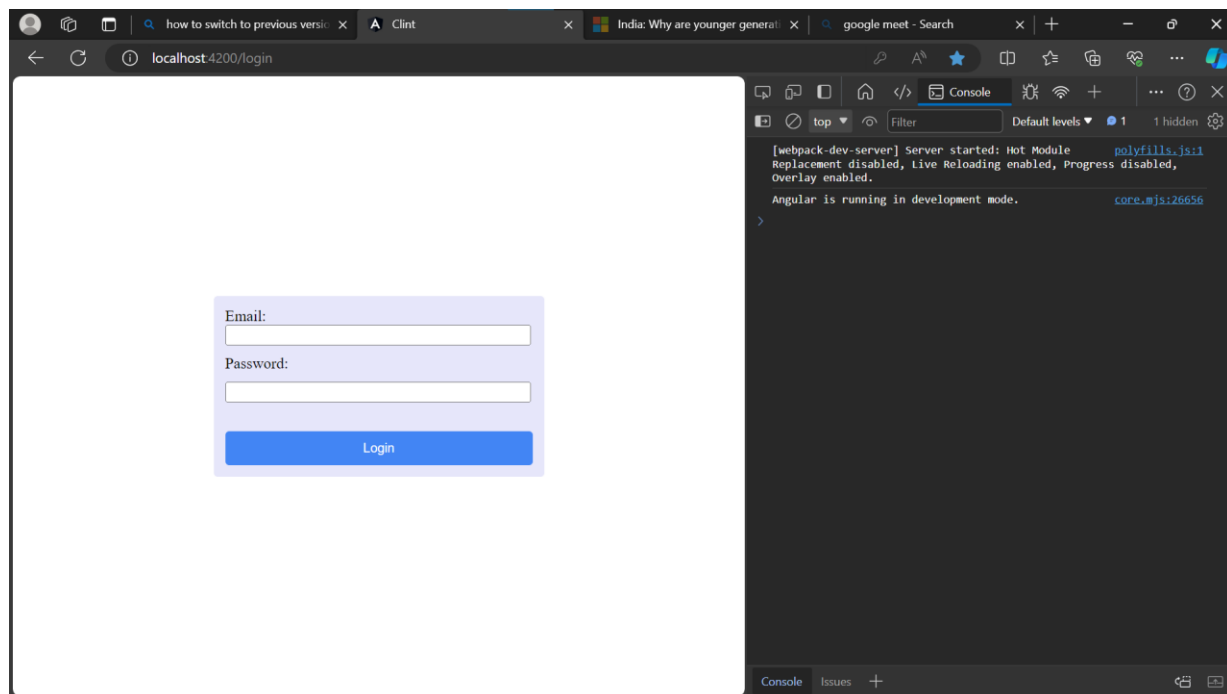 how to switch to previous versio
Clint
India: Why are younger generati
google meet - Search
localhost:4200/login
Console
top
Filter
Default levels
1
1 hidden
[webpack-dev-server] Server started: Hot Module polyfills.js:1
Replacement disabled, Live Reloading enabled, Progress disabled,
Overlay enabled.
Angular is running in development mode. core.mjs:26656
Email:
Password:
Login
Console Issues